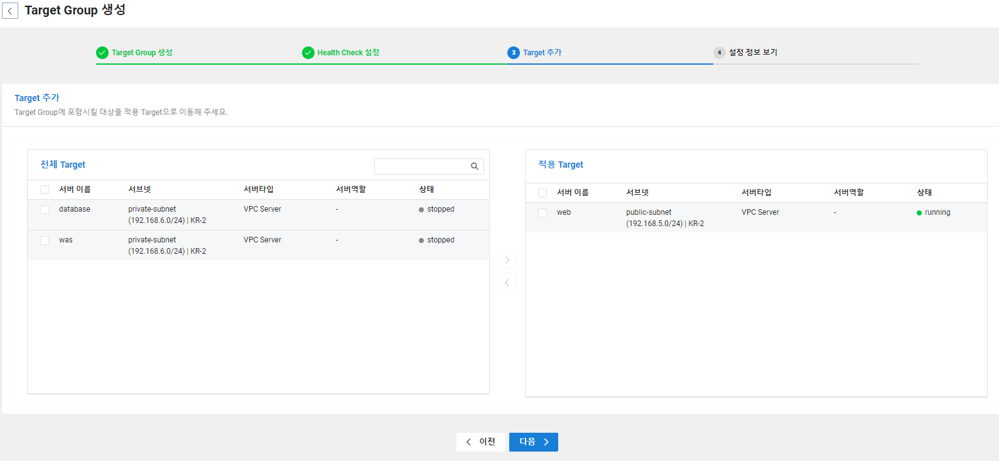 Target Group 생성
Target Group 생성
Health Check 설정
3 Target 추가
4 설정 정보 보기
Target 추가
Target Group에 포함시킬 대상을 적용 Target으로 이동해 주세요.
전체 Target
서버 이름 서브넷 서버타입 서버역할 상태
database private-subnet VPC Server - stopped
(192.168.6.0/24) | KR-2
was private-subnet VPC Server - stopped
(192.168.6.0/24) | KR-2
적용 Target
서버 이름 서브넷 서버타입 서버역할 상태
web public-subnet VPC Server - running
(192.168.5.0/24) | KR-2
이전
다음